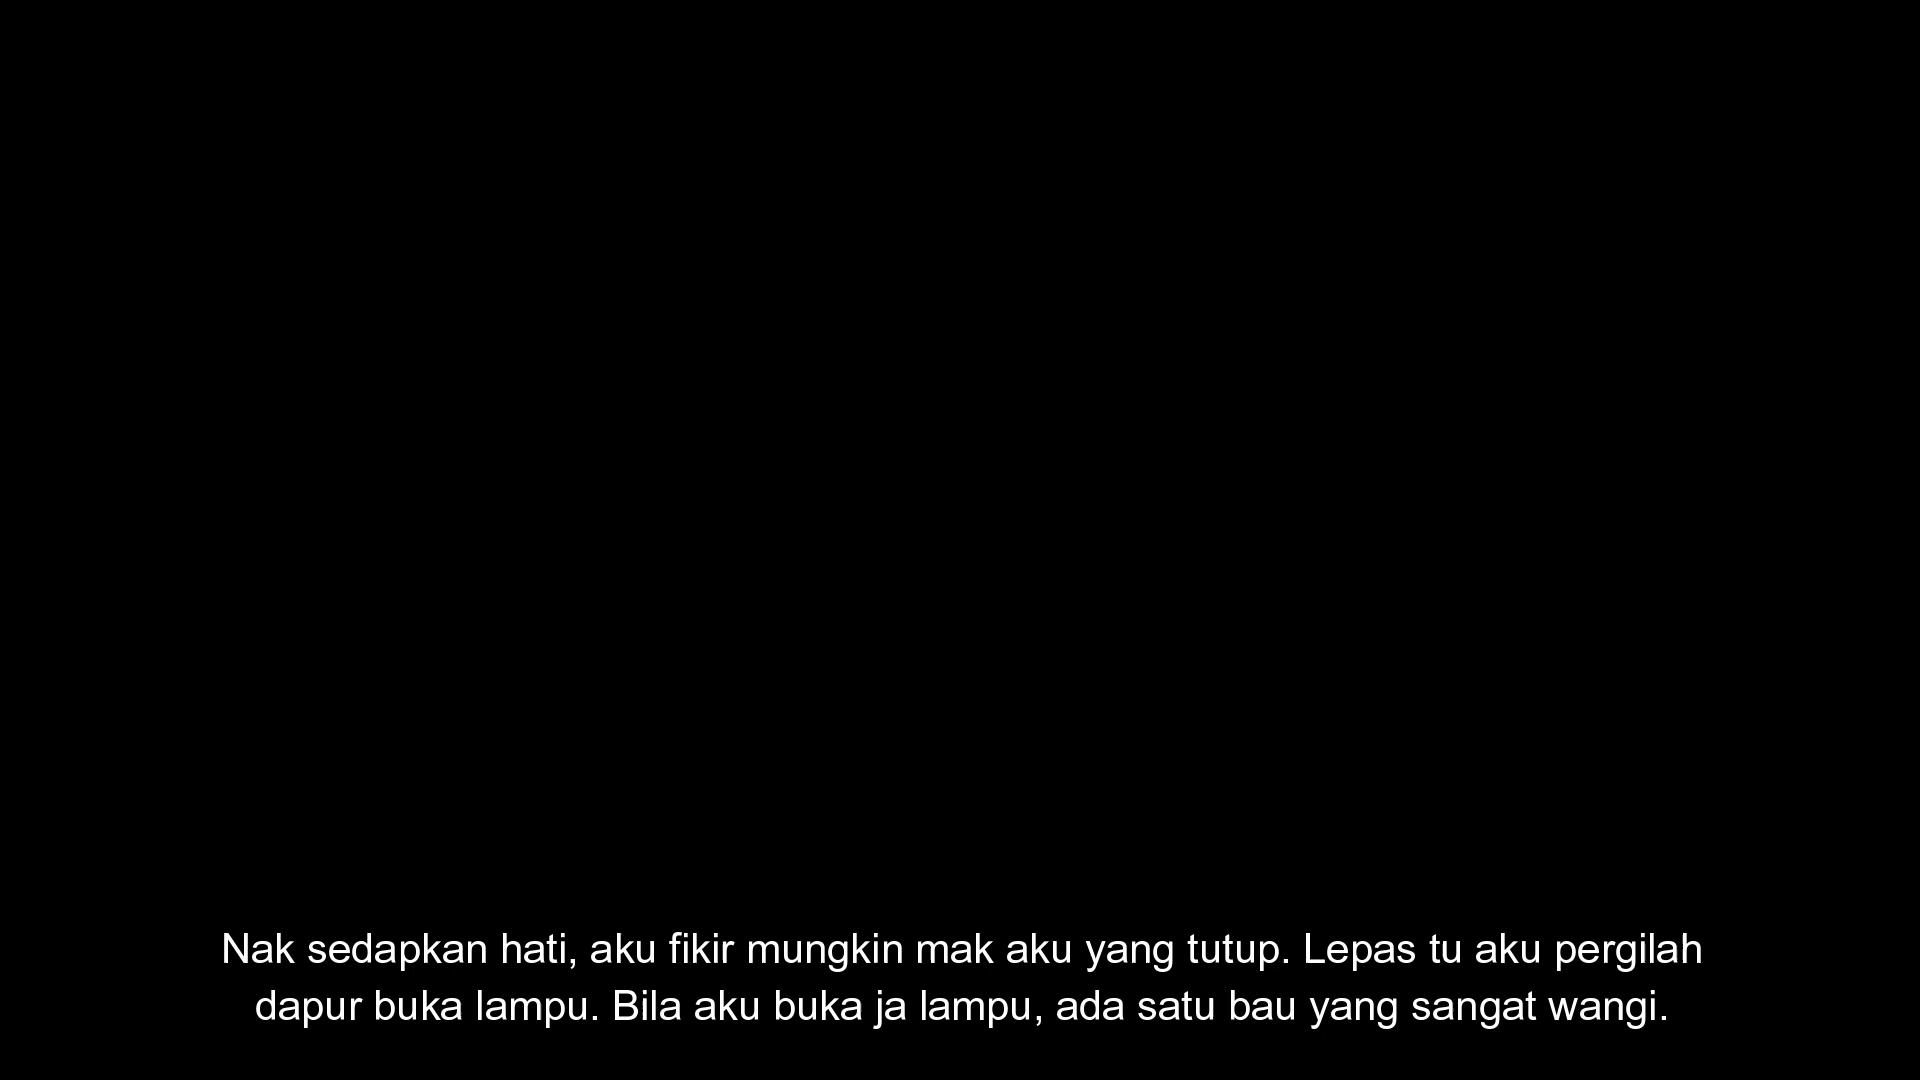 Nak sedapkan hati, aku fikir mungkin mak aku yang tutup. Lepas tu aku pergilah
dapur buka lampu. Bila aku buka ja lampu, ada satu bau yang sangat wangi.